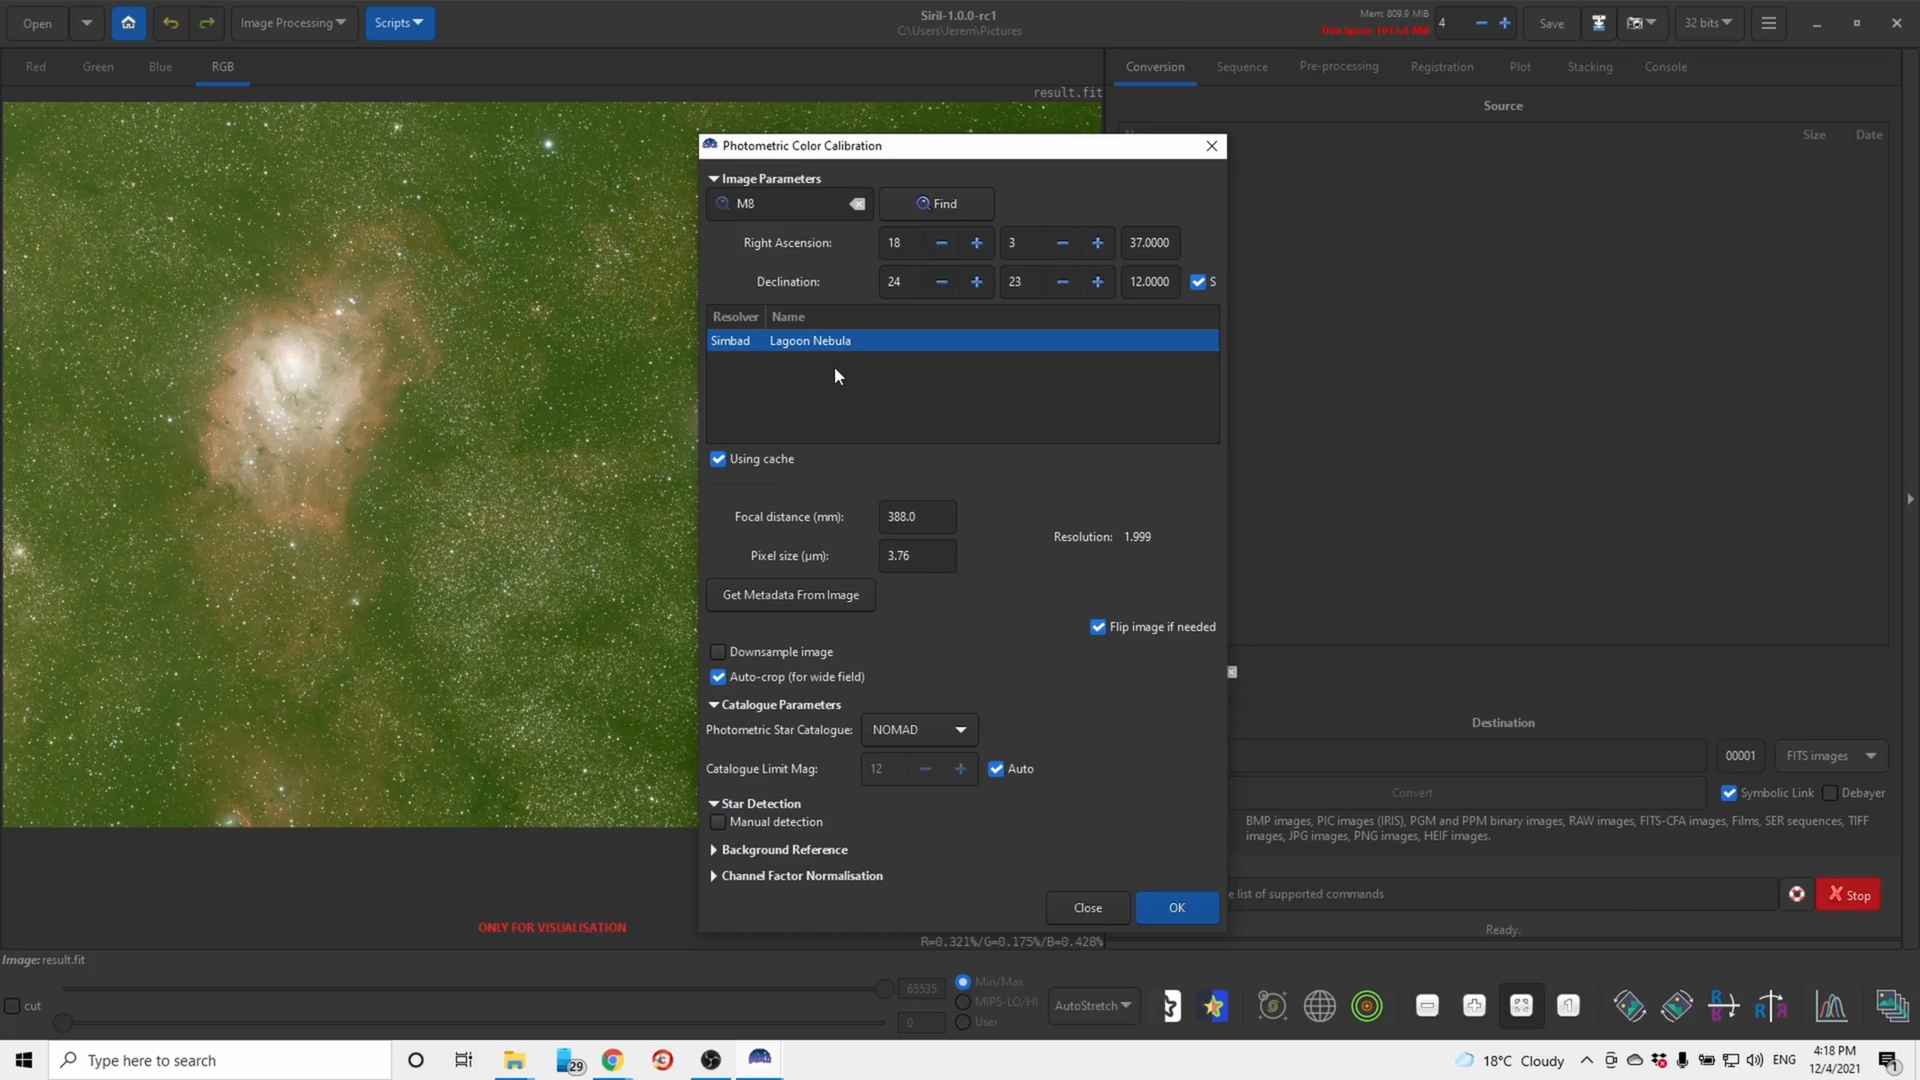 Open
Image Processing
Scripts
Siril-1.0.0-rc1
C:\Users\Jerem\Pictures
Mem: 809.9 MiB
4
Save
32 bits
Red
Green
Blue
RGB
result.fit
Conversion
Sequence
Pre-processing
Registration
Plot
Stacking
Console
Source
Size
Date
Photometric Color Calibration
Image Parameters
M8
Find
Right Ascension:
18
3
37.0000
Declination:
24
23
12.0000
S
Resolver
Name
Simbad
Lagoon Nebula
Using cache
Focal distance (mm):
388.0
Resolution: 1.999
Pixel size (µm):
3.76
Get Metadata From Image
Flip image if needed
Downsample image
Auto-crop (for wide field)
Catalogue Parameters
Photometric Star Catalogue:
NOMAD
Catalogue Limit Mag:
12
Auto
Star Detection
Manual detection
Background Reference
Channel Factor Normalisation
Close
OK
Destination
00001
FITS images
Convert
Symbolic Link
Debayer
BMP images, PIC images (IRIS), PGM and PPM binary images, RAW images, FITS-CFA images, Films, SER sequences, TIFF
images, JPG images, PNG images, HEIF images.
e list of supported commands
Stop
Ready.
ONLY FOR VISUALISATION
R=0.321%/G=0.175%/B=0.428%
Image: result.fit
cut
65535
0
Min/Max
MIPS-LO/HI
User
AutoStretch
1
Type here to search
29
18°C Cloudy
ENG
4:18 PM
12/4/2021
1